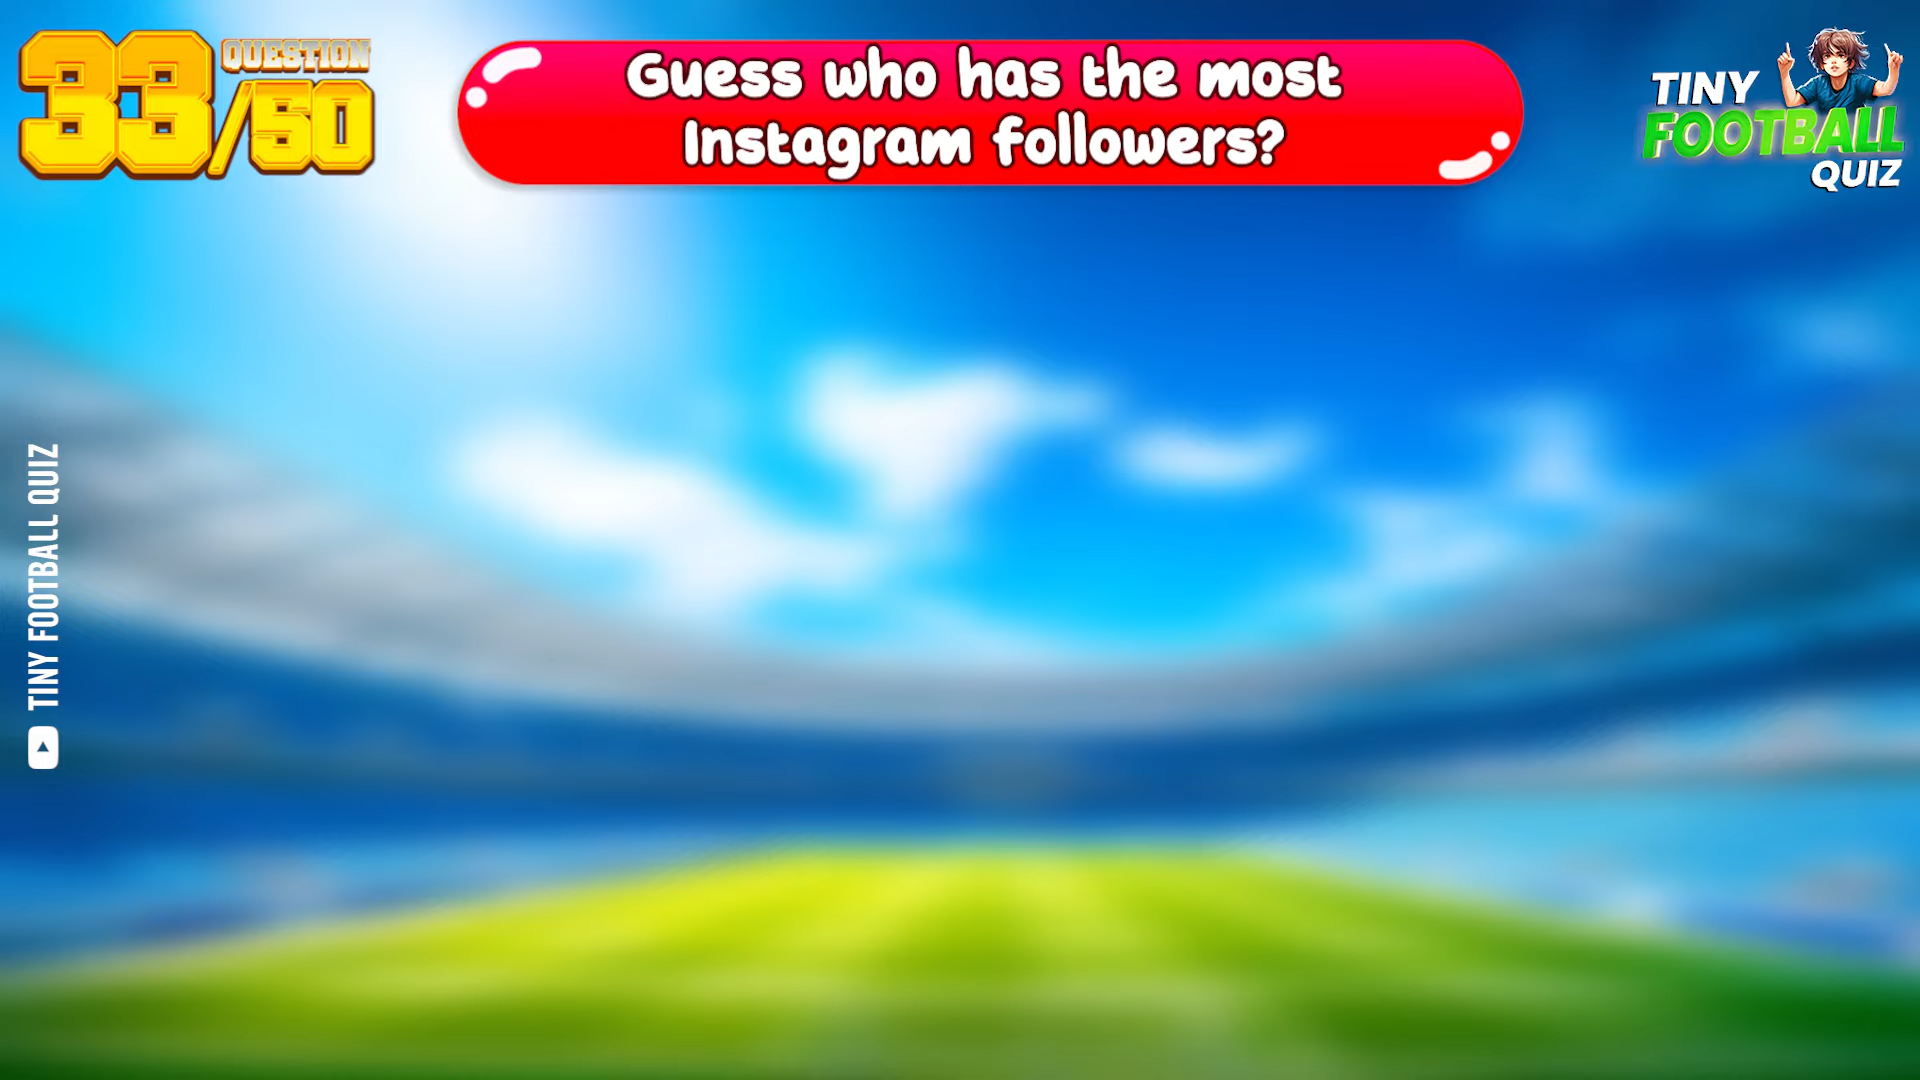 33/50
QUESTION
Guess who has the most
Instagram followers?
TINY
FOOTBALL
QUIZ
TINY FOOTBALL QUIZ